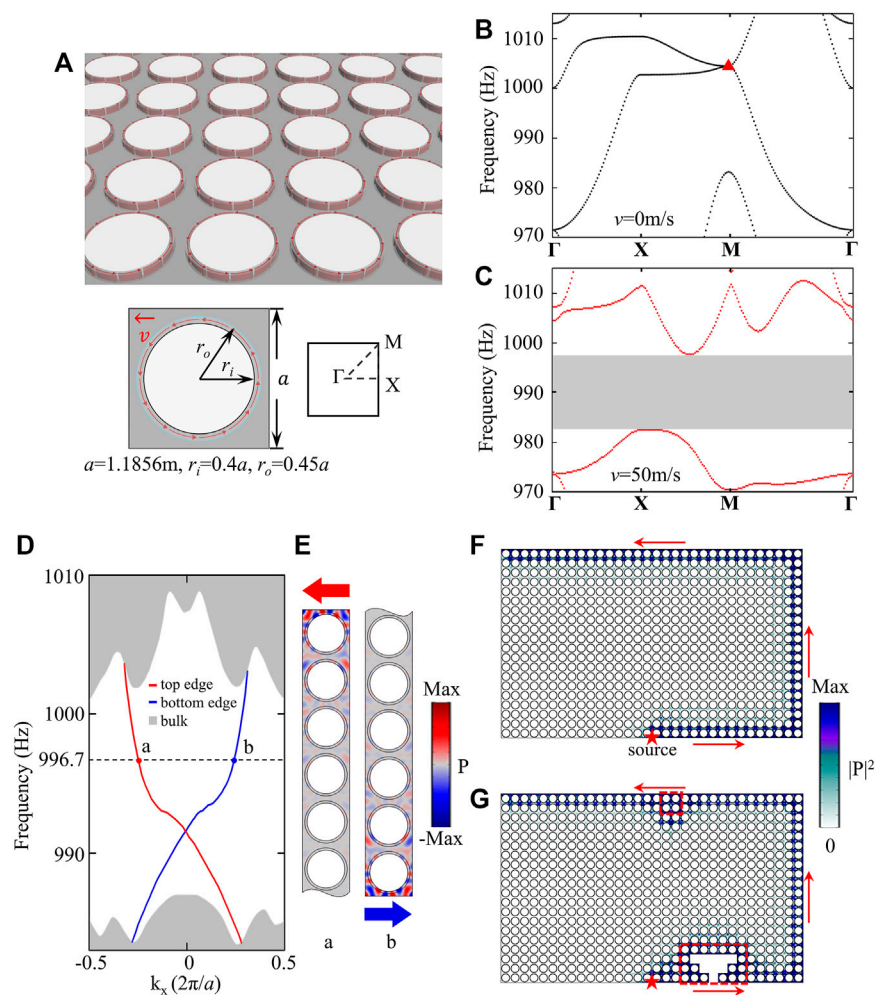 A
v
r_o
r_i
a
M
Γ
X
a=1.1856m, r_i=0.4a, r_o=0.45a
B
Frequency (Hz)
1010
1000
990
980
970
v=0m/s
Γ X M Γ
C
Frequency (Hz)
1010
1000
990
980
970
v=50m/s
Γ X M Γ
D
Frequency (Hz)
1010
1000
996.7
990
top edge
bottom edge
bulk
a
b
-0.5 0 0.5
k_x (2π/a)
E
Max
P
-Max
a
b
F
source
Max
|P|²
0
G